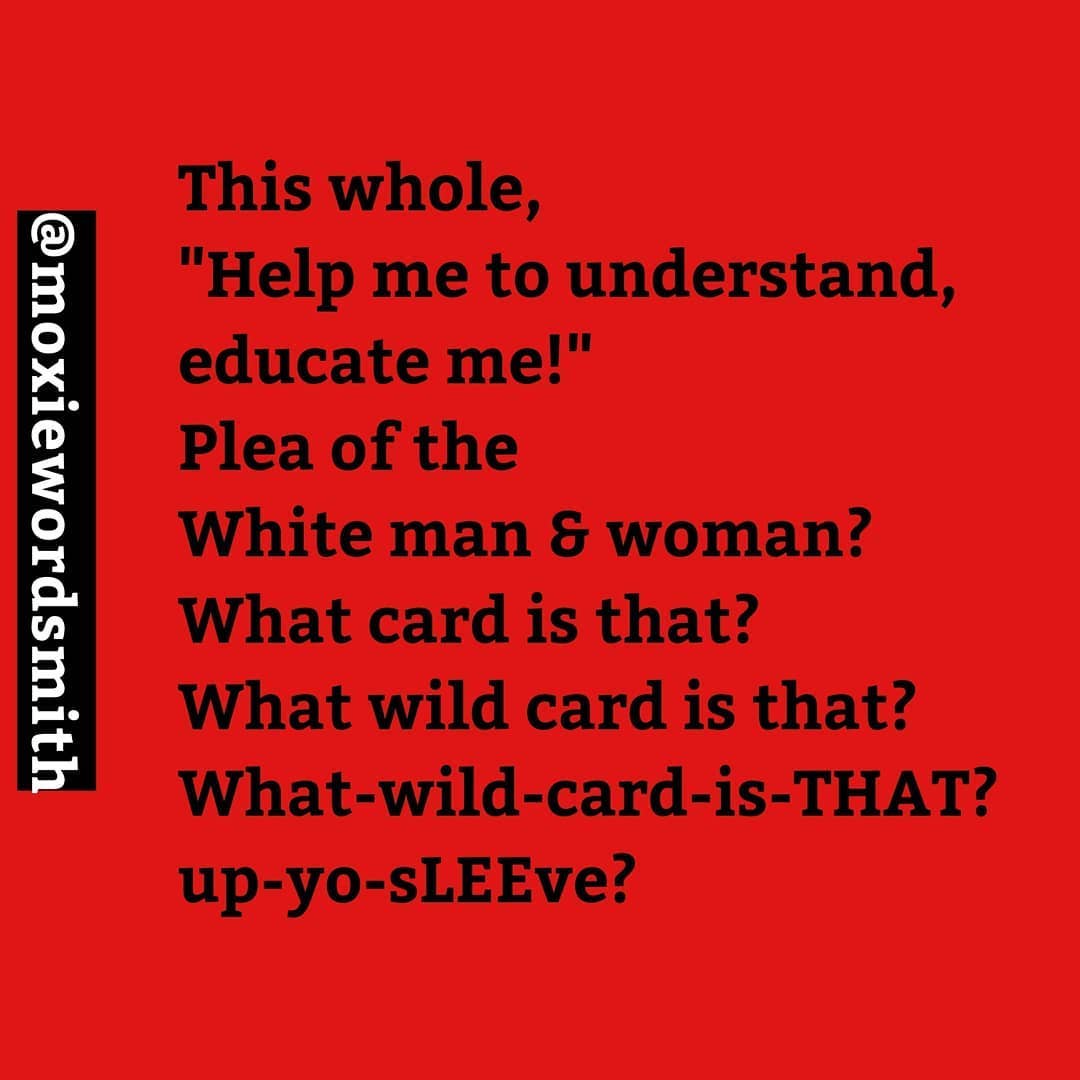 @moxiewordsmith
This whole,
"Help me to understand,
educate me!"
Plea of the
White man & woman?
What card is that?
What wild card is that?
What-wild-card-is-THAT?
up-yo-sLEEve?